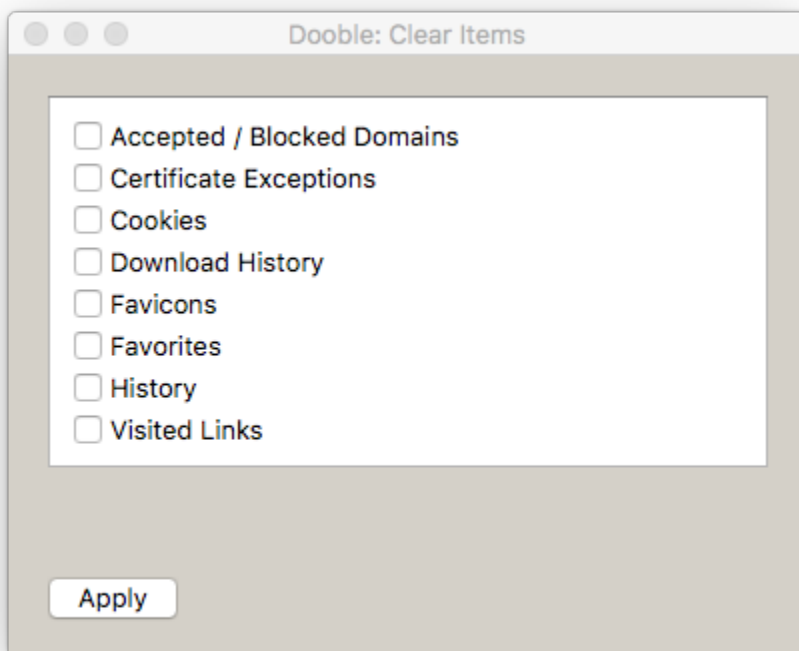 Dooble: Clear Items
Accepted / Blocked Domains
Certificate Exceptions
Cookies
Download History
Favicons
Favorites
History
Visited Links
Apply